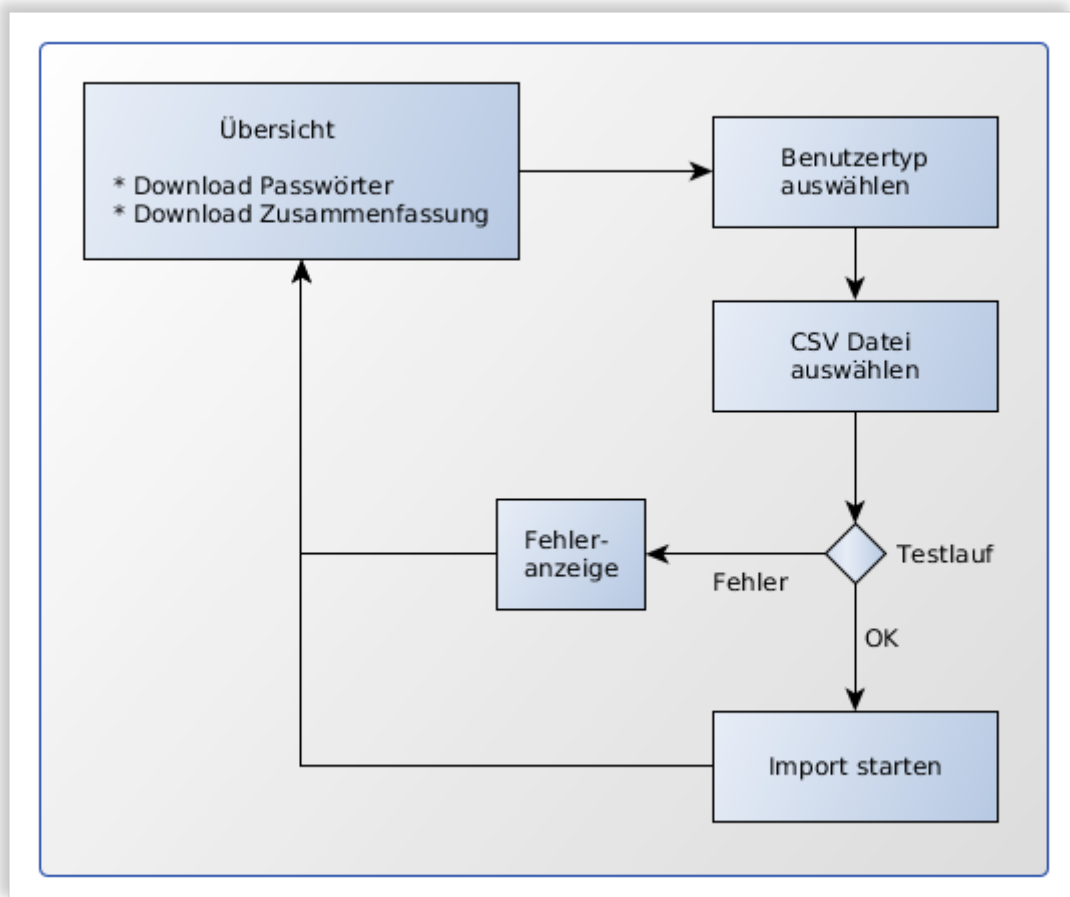 Übersicht
* Download Passwörter
* Download Zusammenfassung
Benutzertyp
auswählen
CSV Datei
auswählen
Testlauf
Fehler
Fehler-
anzeige
OK
Import starten